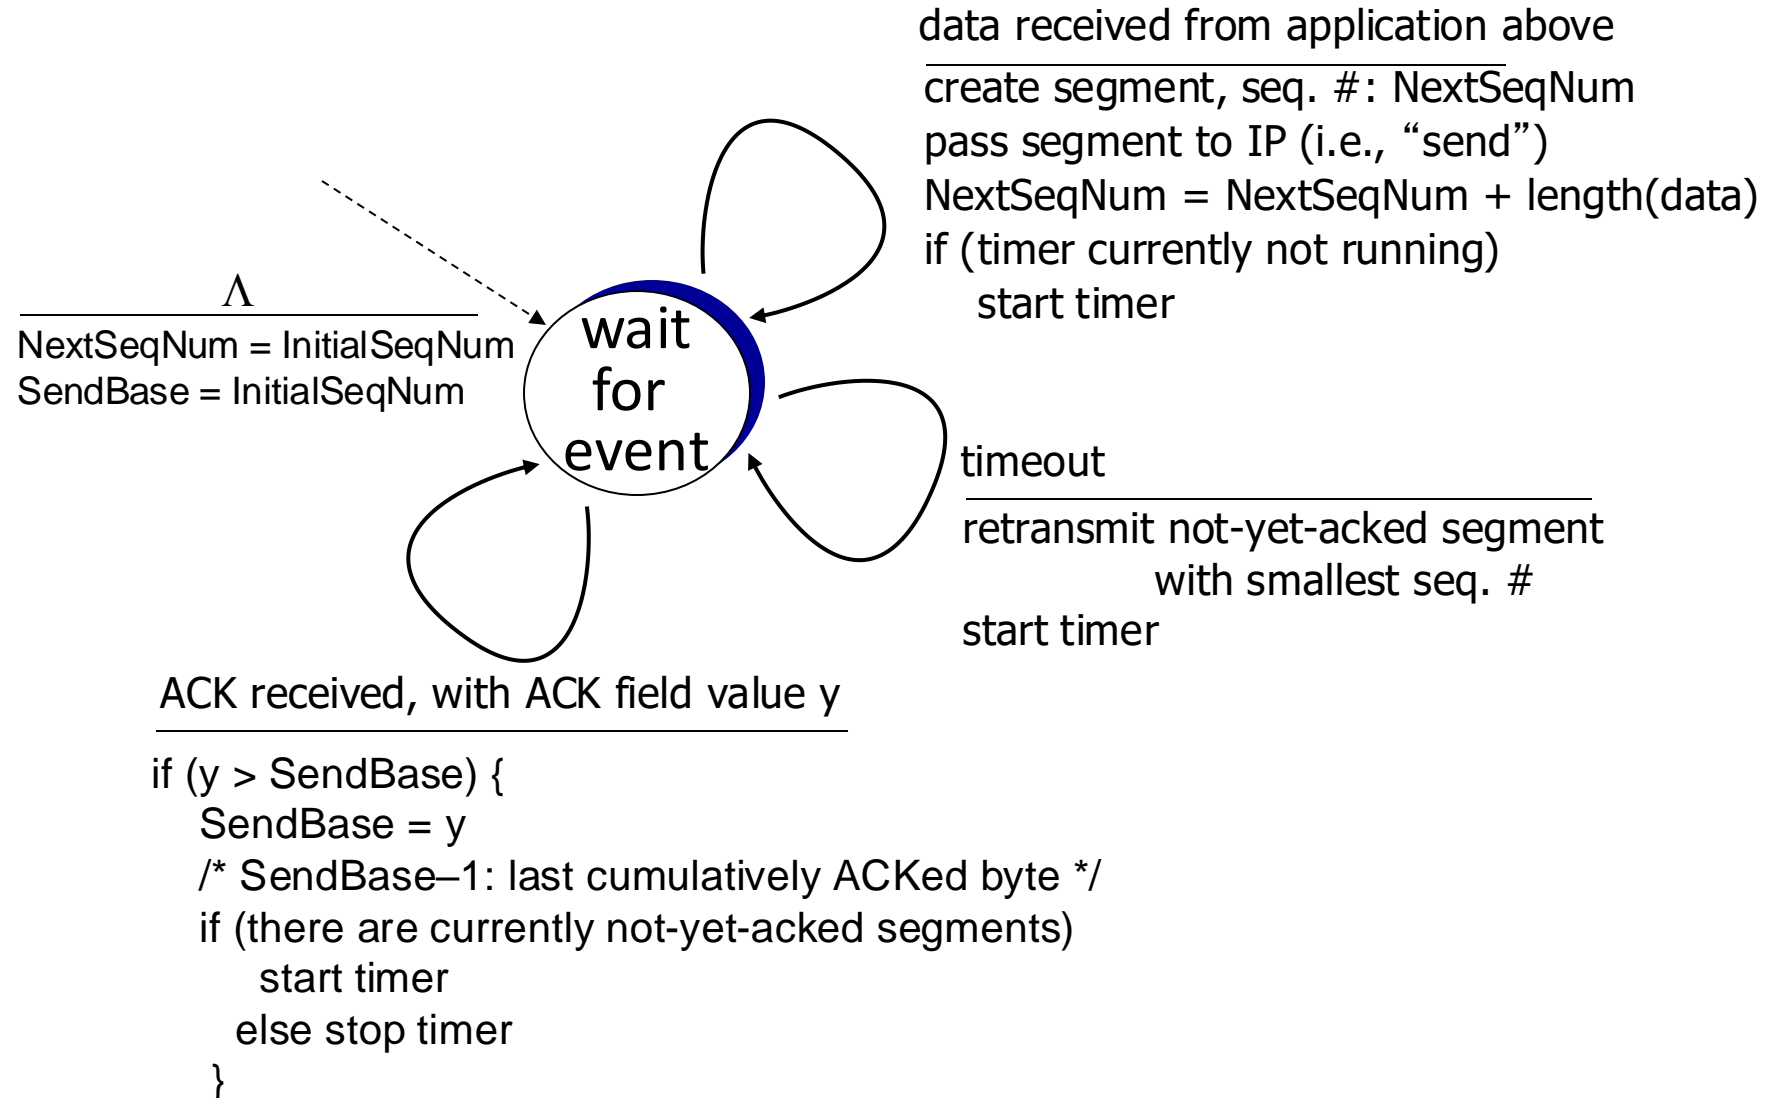 data received from application above
create segment, seq. #: NextSeqNum
pass segment to IP (i.e., “send”)
NextSeqNum = NextSeqNum + length(data)
if (timer currently not running)
start timer
Λ
NextSeqNum = InitialSeqNum
SendBase = InitialSeqNum
wait
for
event
timeout
retransmit not-yet-acked segment
with smallest seq. #
start timer
ACK received, with ACK field value y
if (y > SendBase) {
SendBase = y
/* SendBase–1: last cumulatively ACKed byte */
if (there are currently not-yet-acked segments)
start timer
else stop timer
}